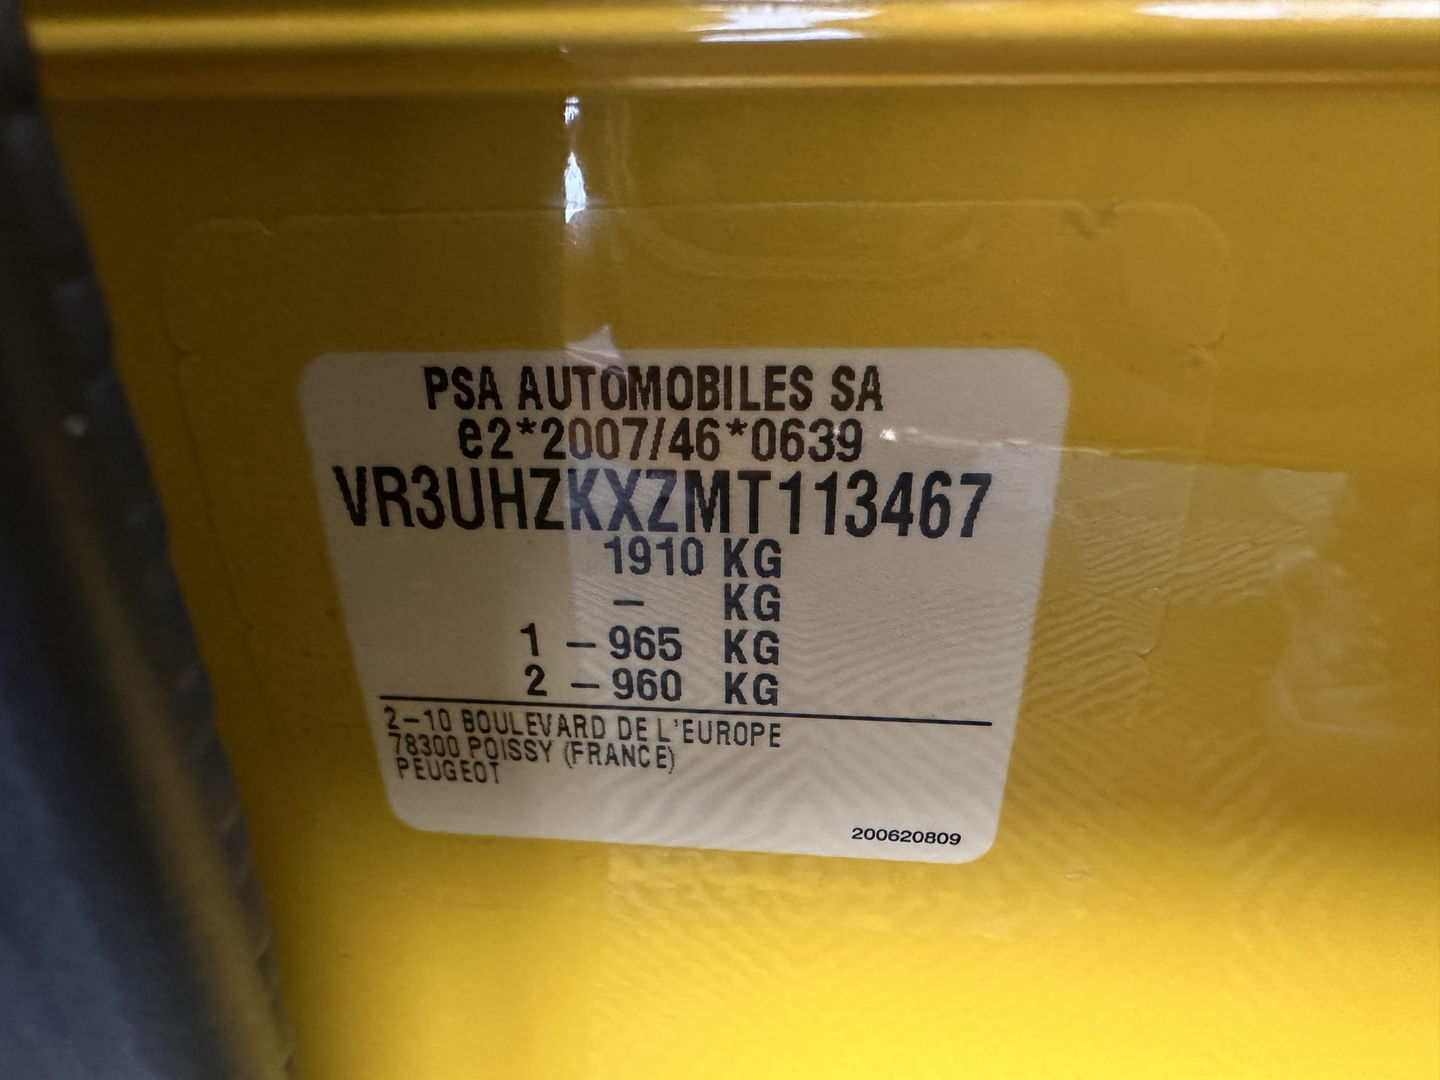 PSA AUTOMOBILES SA
e2*2007/46*0639
VR3UHZKXZMT113467
1910 KG
– KG
1 – 965 KG
2 – 960 KG
2–10 BOULEVARD DE L'EUROPE
78300 POISSY (FRANCE)
PEUGEOT
200620809